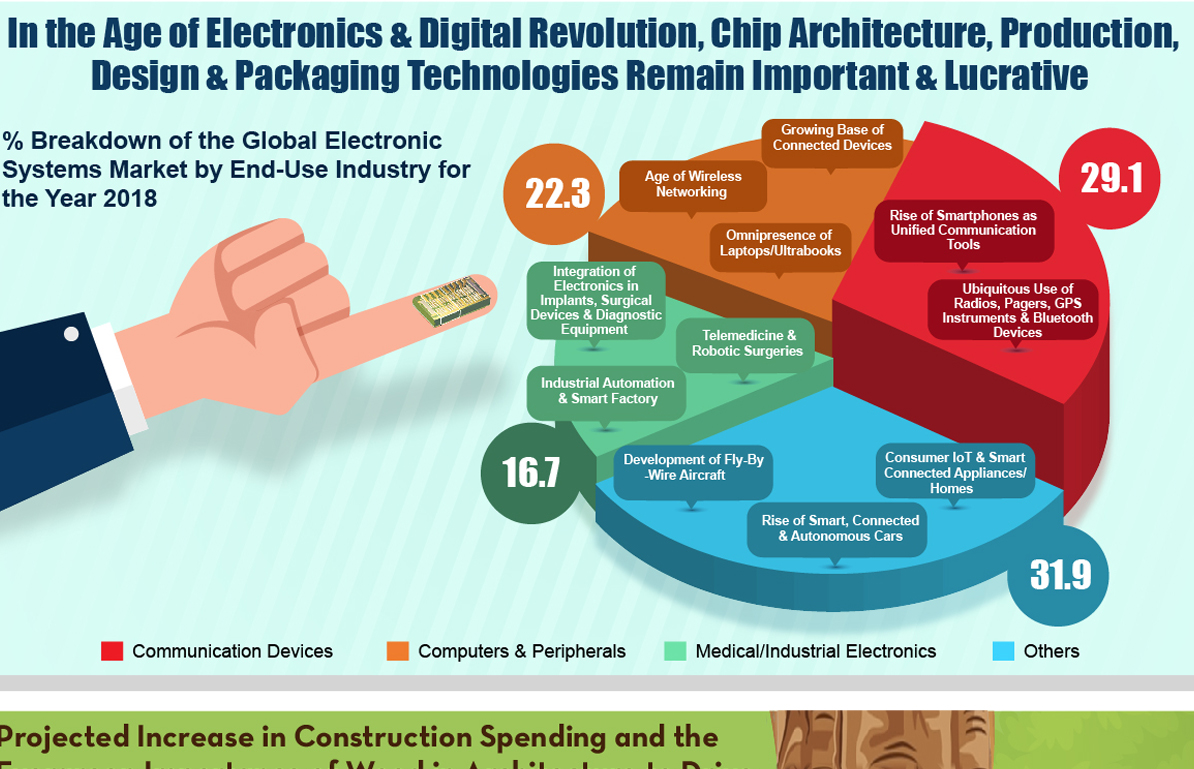 In the Age of Electronics & Digital Revolution, Chip Architecture, Production,
Design & Packaging Technologies Remain Important & Lucrative
% Breakdown of the Global Electronic
Systems Market by End-Use Industry for
the Year 2018
22.3
29.1
16.7
31.9
Growing Base of
Connected Devices
Age of Wireless
Networking
Omnipresence of
Laptops/Ultrabooks
Rise of Smartphones as
Unified Communication
Tools
Ubiquitous Use of
Radios, Pagers, GPS
Instruments & Bluetooth
Devices
Integration of
Electronics in
Implants, Surgical
Devices & Diagnostic
Equipment
Telemedicine &
Robotic Surgeries
Industrial Automation
& Smart Factory
Development of Fly-By
-Wire Aircraft
Consumer IoT & Smart
Connected Appliances/
Homes
Rise of Smart, Connected
& Autonomous Cars
Communication Devices
Computers & Peripherals
Medical/Industrial Electronics
Others
Projected Increase in Construction Spending and the